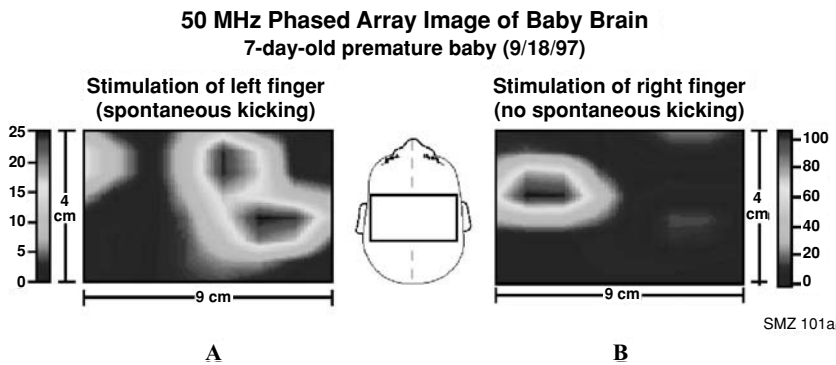 50 MHz Phased Array Image of Baby Brain
7-day-old premature baby (9/18/97)
Stimulation of left finger
(spontaneous kicking)
Stimulation of right finger
(no spontaneous kicking)
25
20
15
10
5
0
4
cm
9 cm
4
cm
9 cm
100
80
60
40
20
0
SMZ 101a
A
B